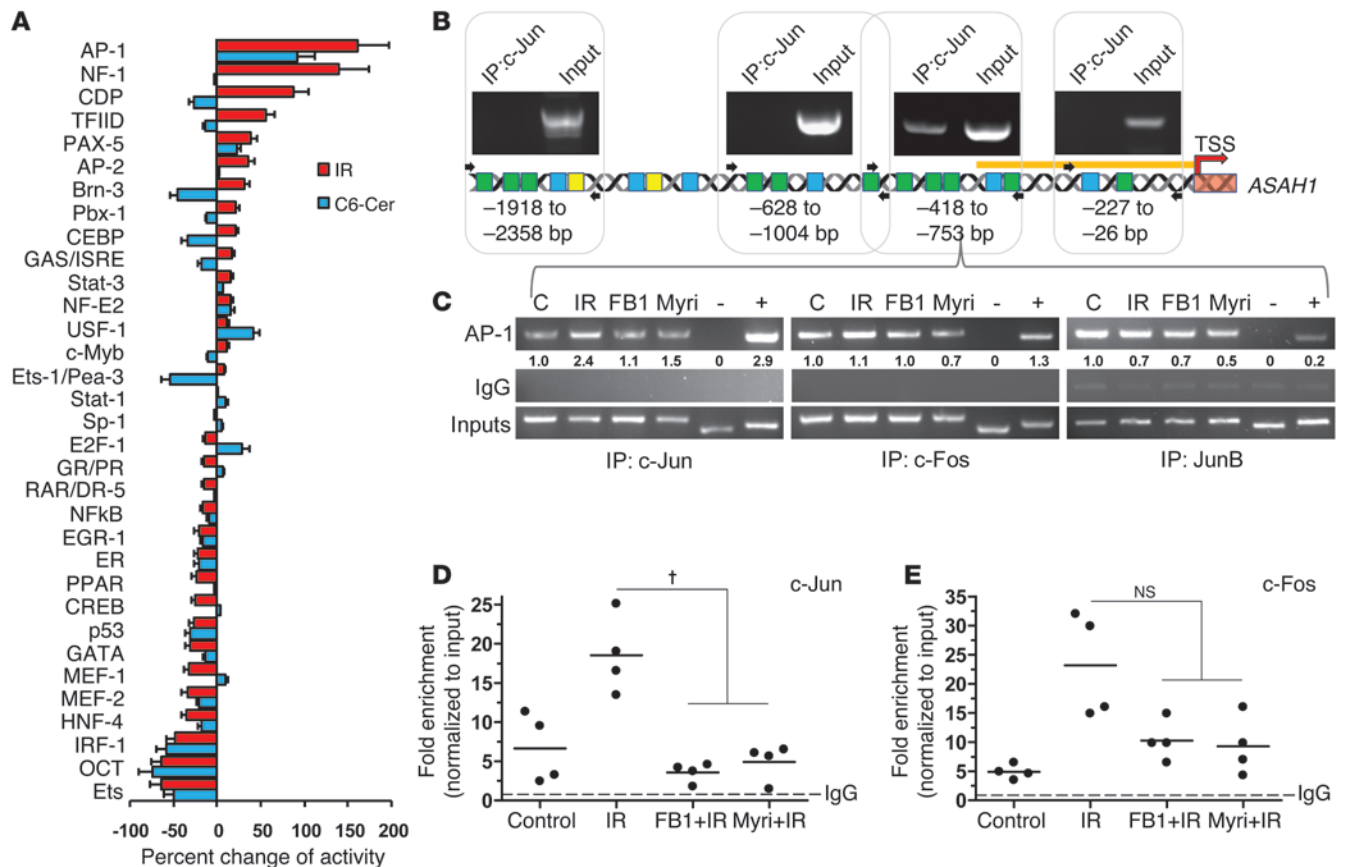 A
AP-1
NF-1
CDP
TFIID
PAX-5
AP-2
Brn-3
Pbx-1
CEBP
GAS/ISRE
Stat-3
NF-E2
USF-1
c-Myb
Ets-1/Pea-3
Stat-1
Sp-1
E2F-1
GR/PR
RAR/DR-5
NFkB
EGR-1
ER
PPAR
CREB
p53
GATA
MEF-1
MEF-2
HNF-4
IRF-1
OCT
Ets
IR
C6-Cer
-100 -50 0 50 100 150 200
Percent change of activity
B
IP:c-Jun Input
IP:c-Jun Input
IP:c-Jun Input
IP:c-Jun Input
TSS
ASAH1
–1918 to
–2358 bp
–628 to
–1004 bp
–418 to
–753 bp
–227 to
–26 bp
C
C IR FB1 Myri - +
C IR FB1 Myri - +
C IR FB1 Myri - +
AP-1
1.0 2.4 1.1 1.5 0 2.9
1.0 1.1 1.0 0.7 0 1.3
1.0 0.7 0.7 0.5 0 0.2
IgG
Inputs
IP: c-Jun
IP: c-Fos
IP: JunB
D
c-Jun
†
Fold enrichment
(normalized to input)
25
20
15
10
5
0
IgG
Control IR FB1+IR Myri+IR
E
c-Fos
NS
Fold enrichment
(normalized to input)
35
30
25
20
15
10
5
0
IgG
Control IR FB1+IR Myri+IR